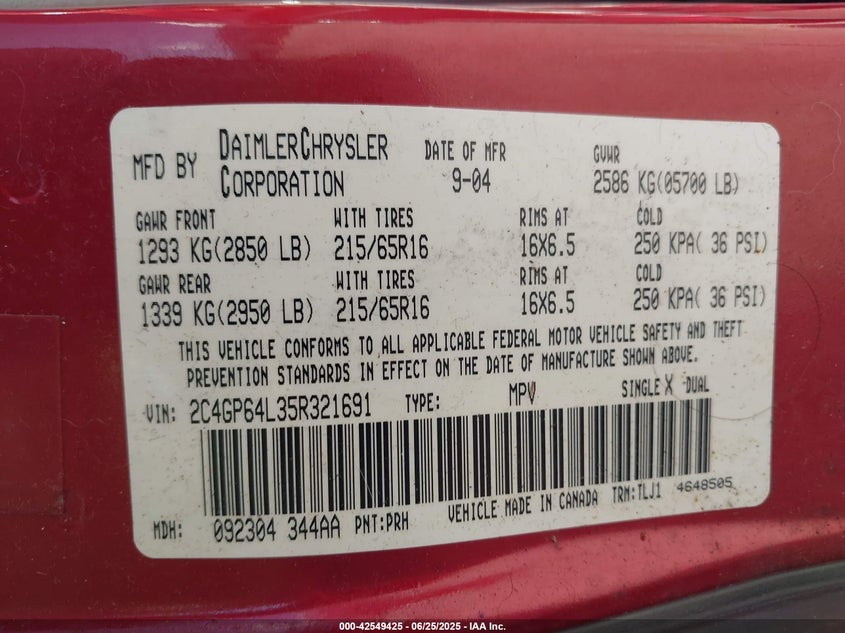 MFD BY DAIMLERCHRYSLER CORPORATION DATE OF MFR 9-04 GVWR 2586 KG(05700 LB)
GAWR FRONT WITH TIRES RIMS AT COLD
1293 KG(2850 LB) 215/65R16 16X6.5 250 KPA( 36 PSI)
GAWR REAR WITH TIRES RIMS AT COLD
1339 KG(2950 LB) 215/65R16 16X6.5 250 KPA( 36 PSI)
THIS VEHICLE CONFORMS TO ALL APPLICABLE FEDERAL MOTOR VEHICLE SAFETY AND THEFT
PREVENTION STANDARDS IN EFFECT ON THE DATE OF MANUFACTURE SHOWN ABOVE.
VIN: 2C4GP64L35R321691 TYPE: MPV SINGLE X DUAL
MDH: 092304 344AA PNT:PRH VEHICLE MADE IN CANADA TRM:TLJ1 4648505
000-42549425 - 06/25/2025 - IAA Inc.